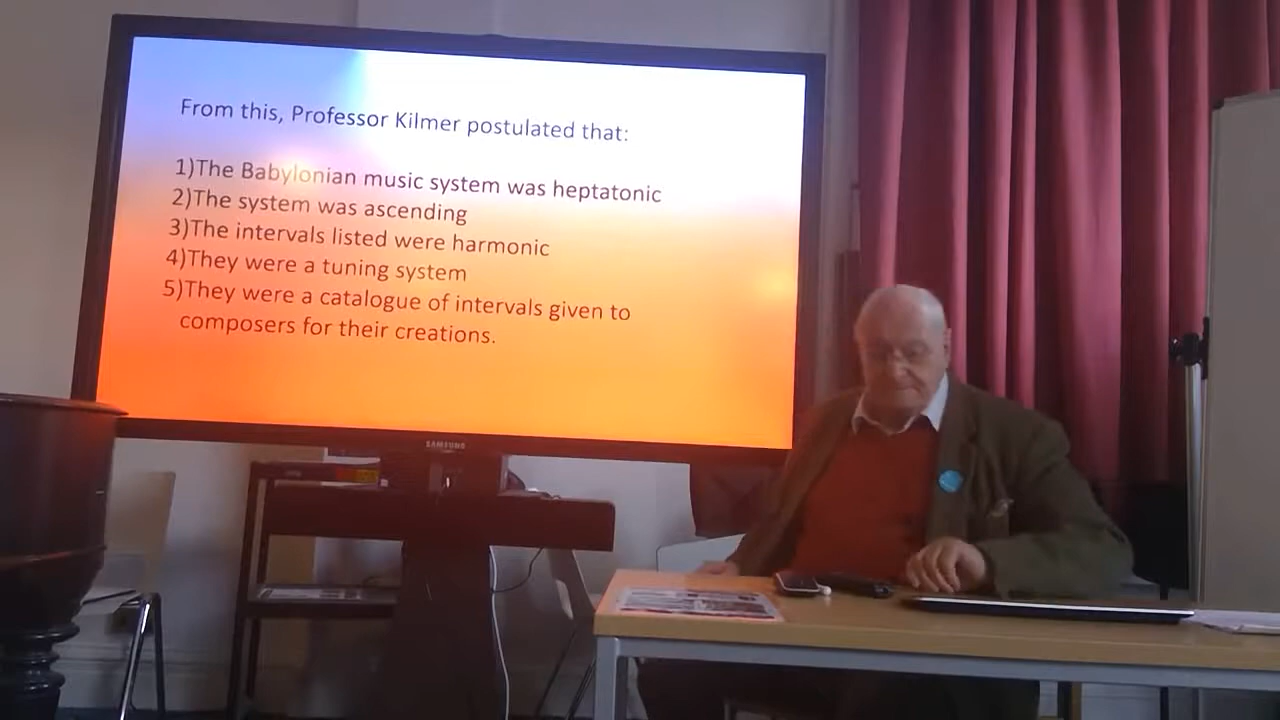 From this, Professor Kilmer postulated that:
1)The Babylonian music system was heptatonic
2)The system was ascending
3)The intervals listed were harmonic
4)They were a tuning system
5)They were a catalogue of intervals given to
composers for their creations.
SAMSUNG